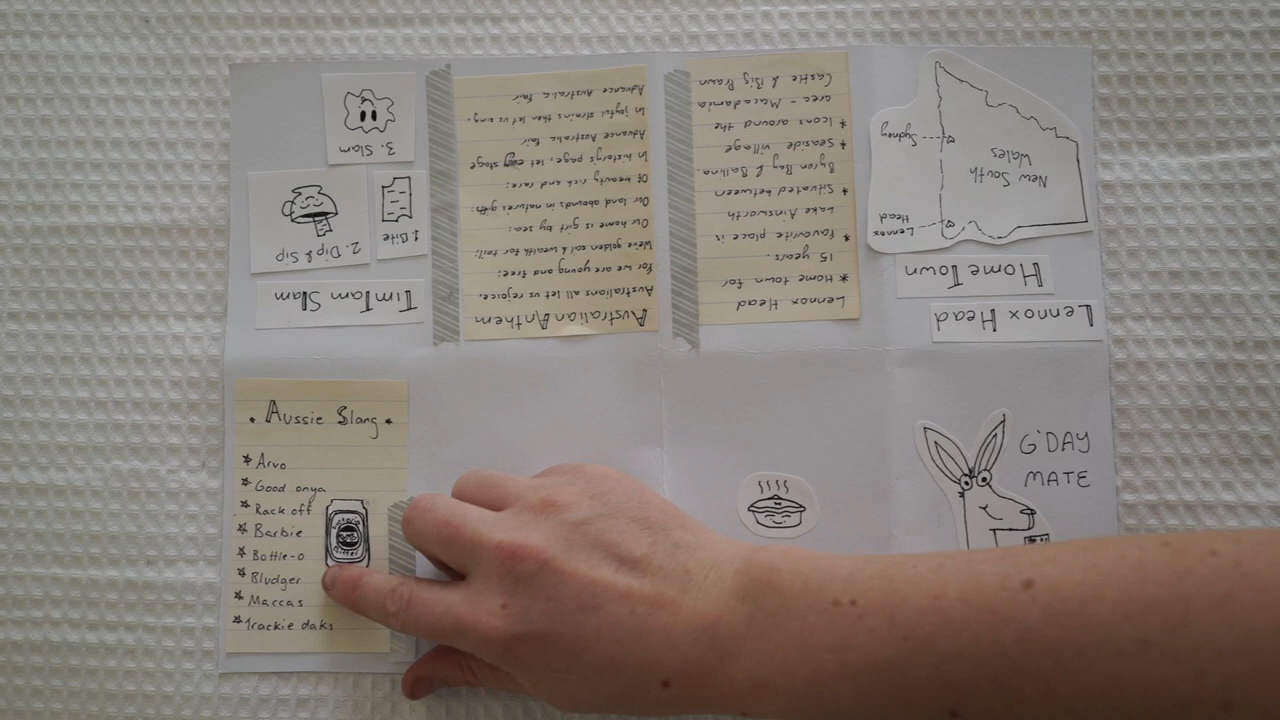 3. Slam
2. Dip & Sip
1. Bite
TimTam Slam
Australian Anthem
Australians all let us rejoice,
For we are young and free;
We've golden soil & wealth for toil;
Our home is girt by sea;
Our land abounds in natures gifts;
Of beauty rich and rare;
In historys page, let every stage
Advance Australia fair
In joyful strains then let us sing,
Advance Australia fair
Lennox Head
* Home town for
15 years.
* Favourite place is
Lake Ainsworth
* Situated between
Byron Bay & Ballina.
* Seaside village
* Icons around the
area - Macadamia
Castle & Big Prawn
Lennox Head
Home Town
New South
Wales
Sydney
Lennox
Head
Aussie Slang
Arvo
Good onya
Rack off
Barbie
Bottle-o
Bludger
Maccas
Trackie daks
Victoria
Bitter
G'DAY
MATE